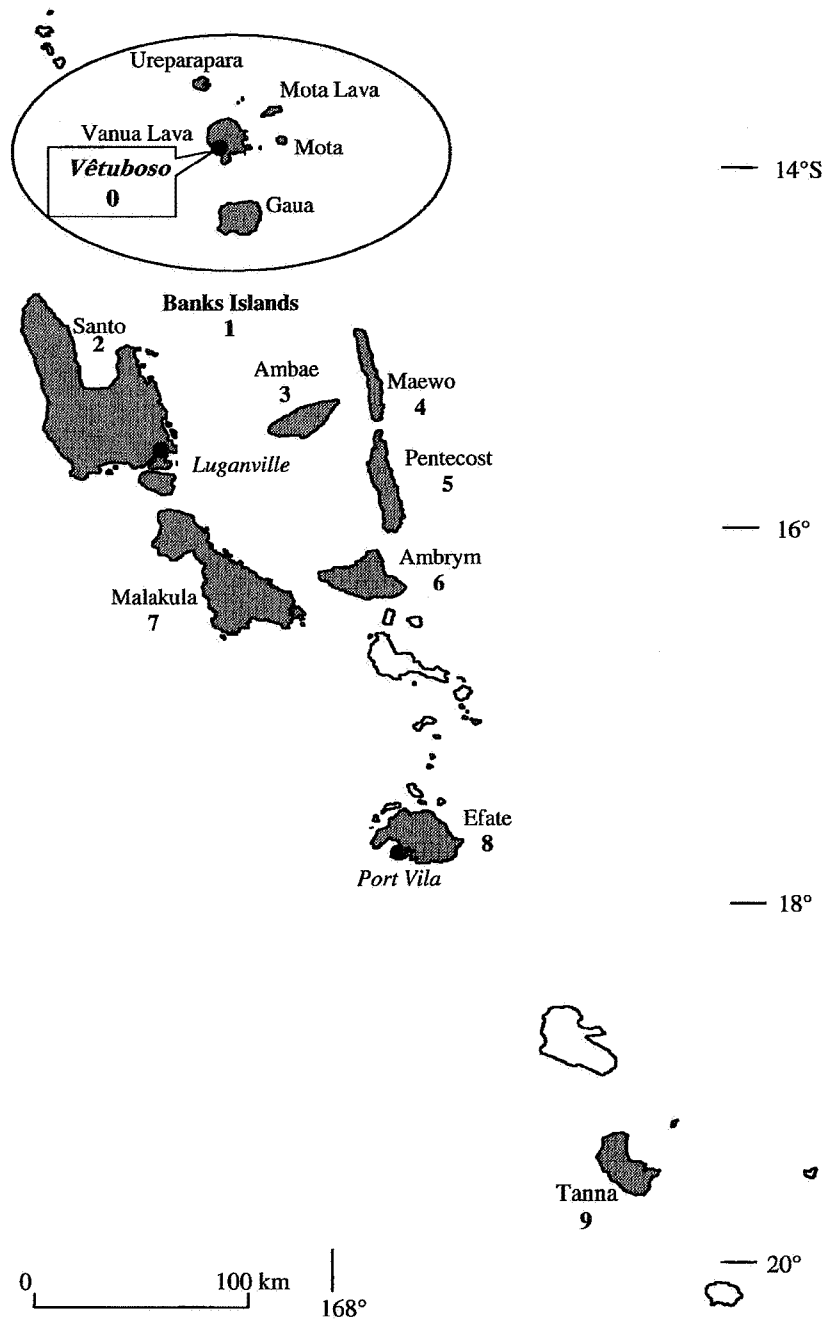 Ureparapara
Mota Lava
Vanua Lava
Mota
Vêtuboso
0
14°S
Gaua
Banks Islands
1
Santo
2
Ambae
3
Maewo
4
Luganville
Pentecost
5
16°
Ambrym
6
Malakula
7
Efate
8
Port Vila
18°
Tanna
9
20°
0 100 km
168°